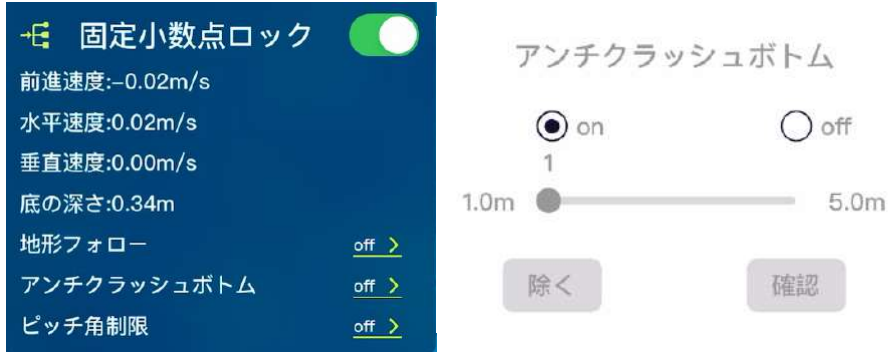 固定小数点ロック
前進速度:–0.02m/s
水平速度:0.02m/s
垂直速度:0.00m/s
底の深さ:0.34m
地形フォロー off >
アンチクラッシュボトム off >
ピッチ角制限 off >
アンチクラッシュボトム
on off
1
1.0m 5.0m
除く 確認